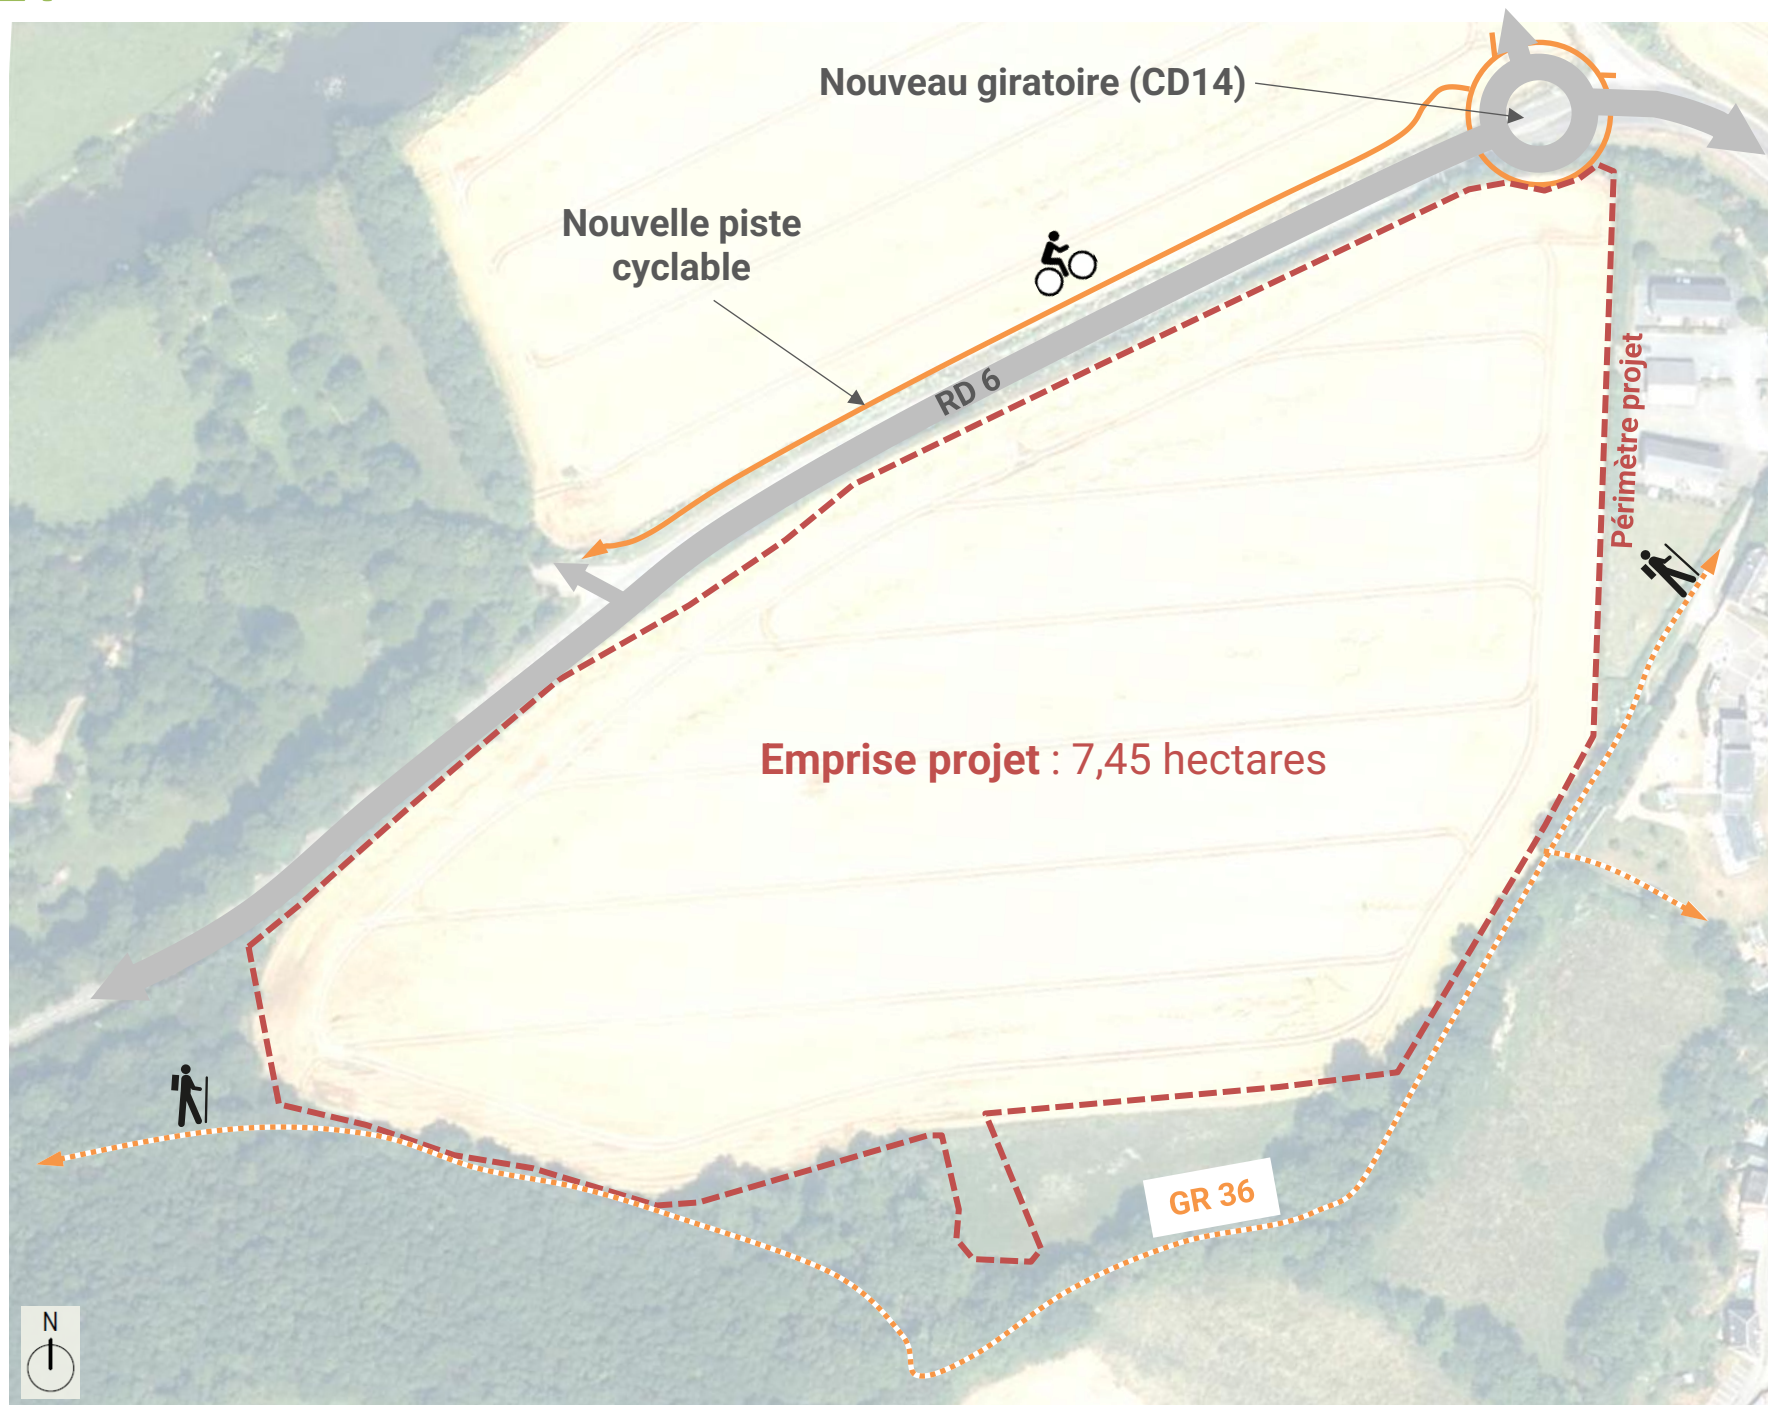 Nouveau giratoire (CD14)
Nouvelle piste
cyclable
RD 6
Périmètre projet
Emprise projet : 7,45 hectares
GR 36
N